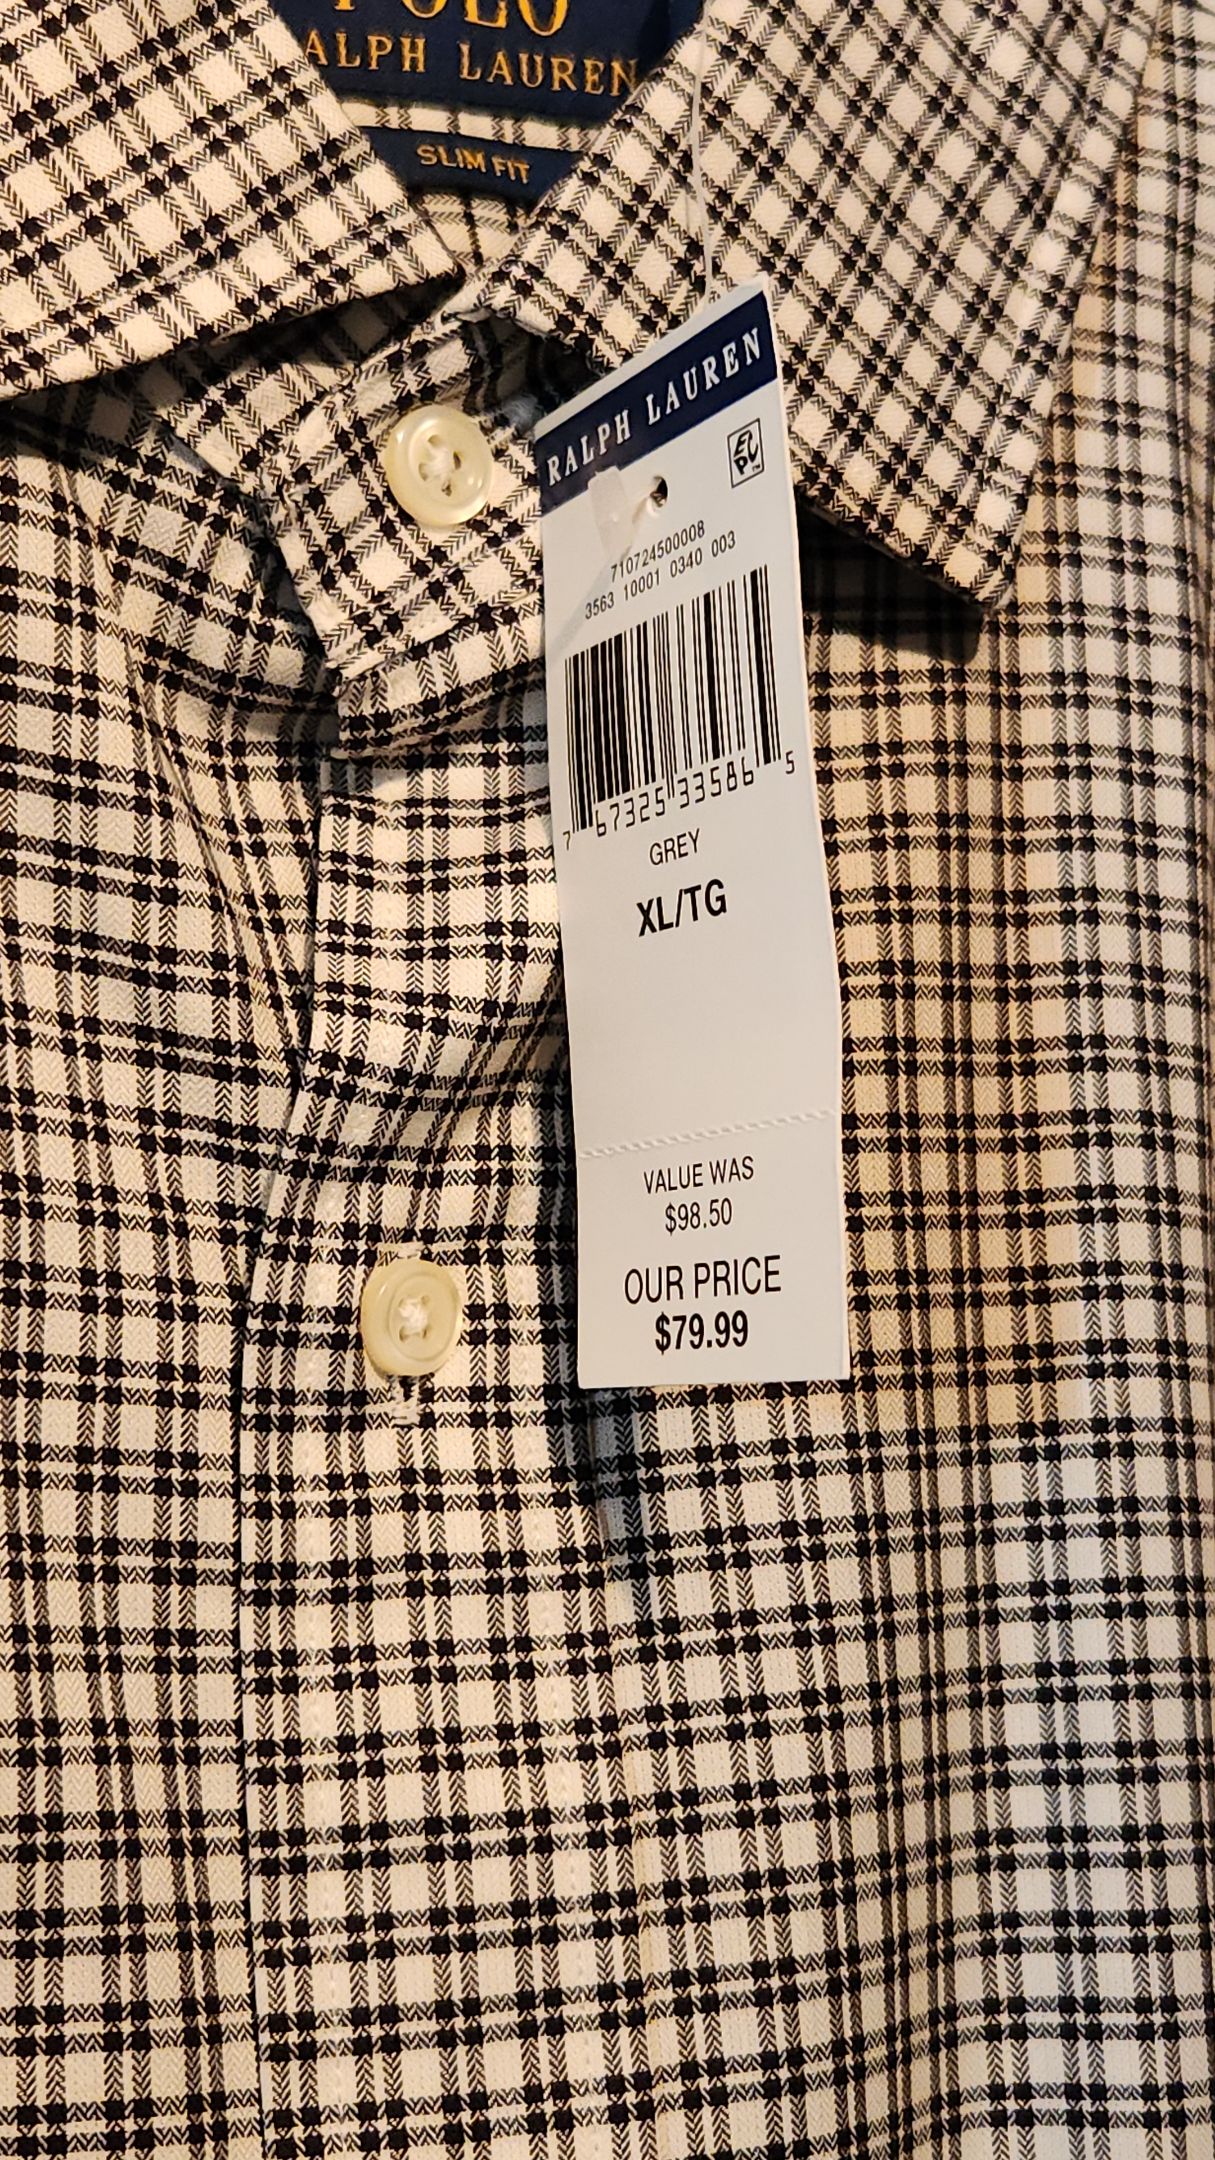 POLO
RALPH LAUREN
SLIM FIT
RALPH LAUREN
710724500008
3563 10001 0340 003
7 67325 33586 5
GREY
XL/TG
VALUE WAS
$98.50
OUR PRICE
$79.99